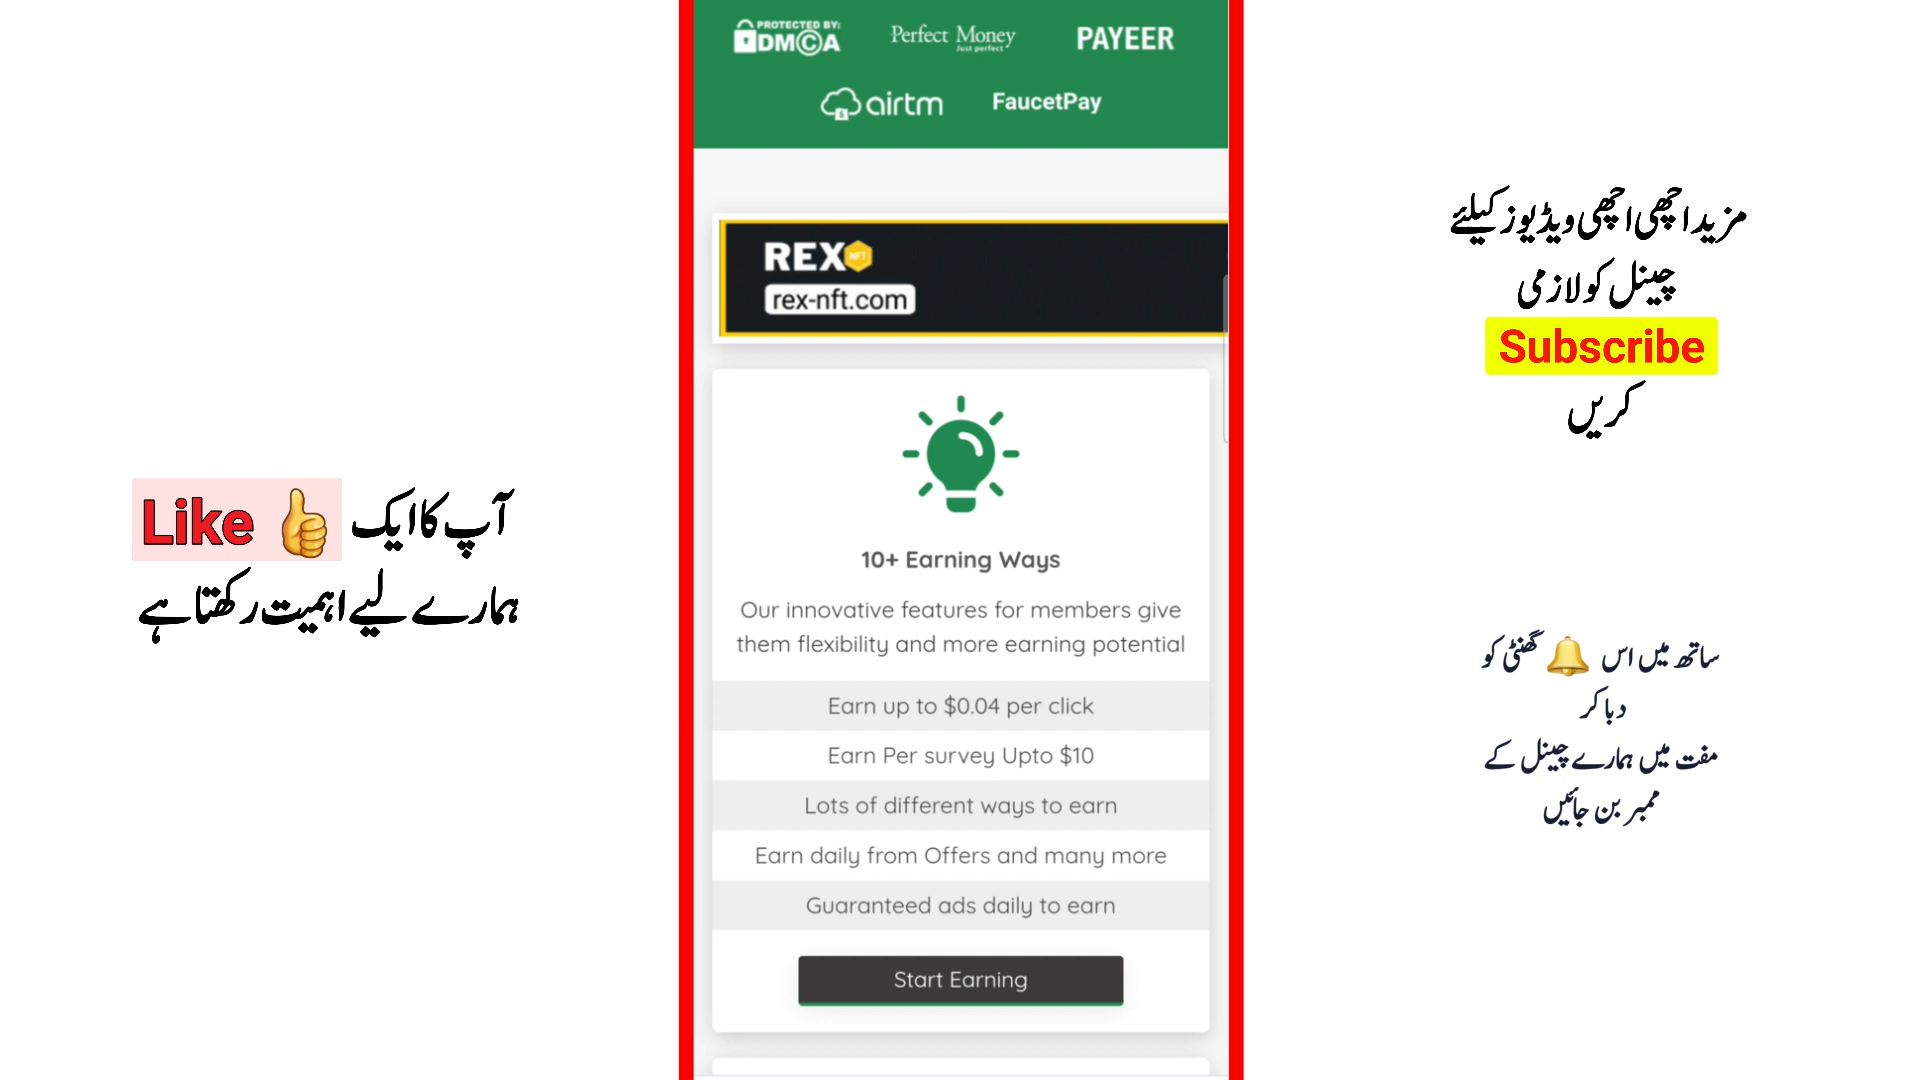 PROTECTED BY:
DMCA
Perfect Money
Just perfect
PAYEER
airtm
FaucetPay
REX NFT
rex-nft.com
10+ Earning Ways
Our innovative features for members give
them flexibility and more earning potential
Earn up to $0.04 per click
Earn Per survey Upto $10
Lots of different ways to earn
Earn daily from Offers and many more
Guaranteed ads daily to earn
Start Earning
آپ کا ایک 👍 Like
ہمارے لیے اہمیت رکھتا ہے
مزید اچھی اچھی ویڈیوز کیلئے
چینل کو لازمی
Subscribe
کریں
ساتھ میں اس 🔔 گھنٹی کو
دبا کر
مفت میں ہمارے چینل کے
ممبر بن جائیں